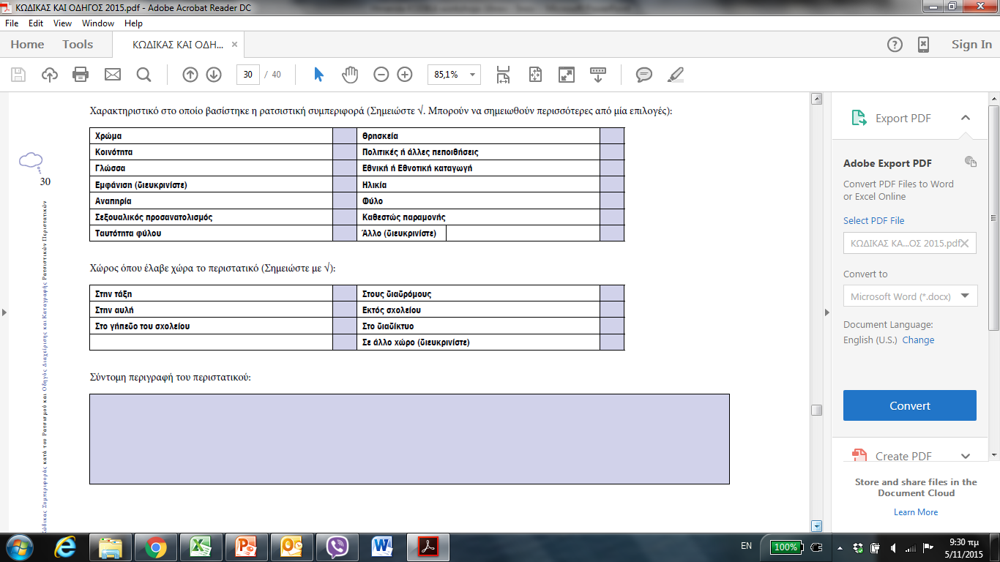 ΚΩΔΙΚΑΣ ΚΑΙ ΟΔΗΓΟΣ 2015.pdf - Adobe Acrobat Reader DC
File Edit View Window Help
Home Tools ΚΩΔΙΚΑΣ ΚΑΙ ΟΔΗ... × Sign In
30 / 40 85,1%
Χαρακτηριστικό στο οποίο βασίστηκε η ρατσιστική συμπεριφορά (Σημειώστε √. Μπορούν να σημειωθούν περισσότερες από μία επιλογές):
Χρώμα Θρησκεία
Κοινότητα Πολιτικές ή άλλες πεποιθήσεις
Γλώσσα Εθνική ή Εθνοτική καταγωγή
Εμφάνιση (διευκρινίστε) Ηλικία
Αναπηρία Φύλο
Σεξουαλικός προσανατολισμός Καθεστώς παραμονής
Ταυτότητα φύλου Άλλο (διευκρινίστε)
Χώρος όπου έλαβε χώρα το περιστατικό (Σημειώστε με √):
Στην τάξη Στους διαδρόμους
Στην αυλή Εκτός σχολείου
Στο γήπεδο του σχολείου Στο διαδίκτυο
Σε άλλο χώρο (διευκρινίστε)
Σύντομη περιγραφή του περιστατικού:
30
Κώδικας Συμπεριφοράς κατά του Ρατσισμού και Οδηγός Διαχείρισης και Καταγραφής Ρατσιστικών Περιστατικών
Export PDF
Adobe Export PDF
Convert PDF Files to Word
or Excel Online
Select PDF File
ΚΩΔΙΚΑΣ ΚΑ...ΟΣ 2015.pdf
Convert to
Microsoft Word (*.docx)
Document Language:
English (U.S.) Change
Convert
Create PDF
Store and share files in the
Document Cloud
Learn More
EN 100% 9:30 πμ
5/11/2015